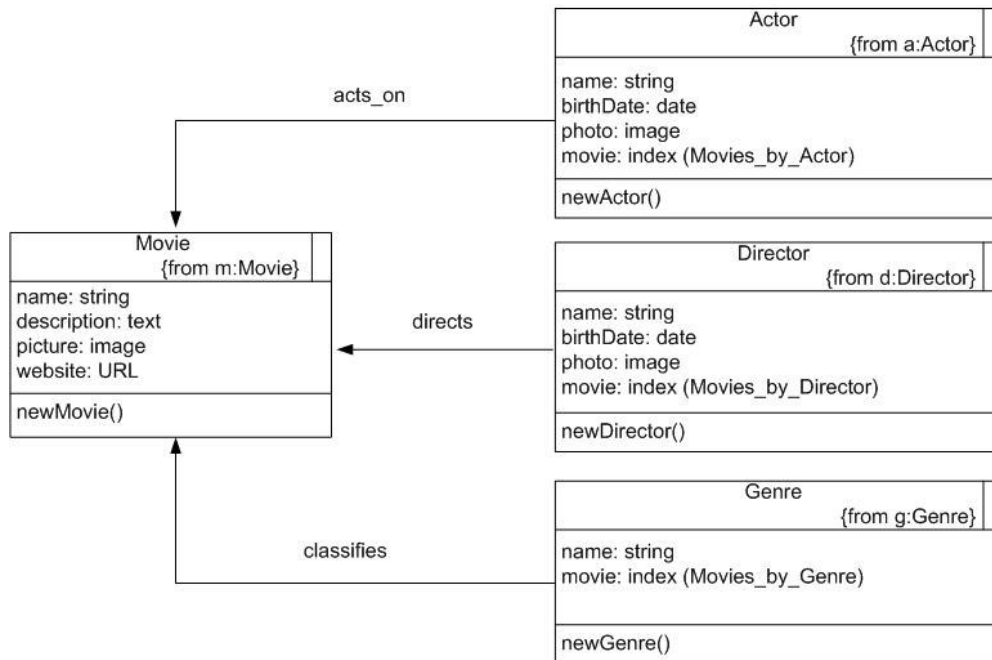 Actor
{from a:Actor}
name: string
birthDate: date
photo: image
movie: index (Movies_by_Actor)
newActor()
acts_on
Movie
{from m:Movie}
name: string
description: text
picture: image
website: URL
newMovie()
directs
Director
{from d:Director}
name: string
birthDate: date
photo: image
movie: index (Movies_by_Director)
newDirector()
classifies
Genre
{from g:Genre}
name: string
movie: index (Movies_by_Genre)
newGenre()